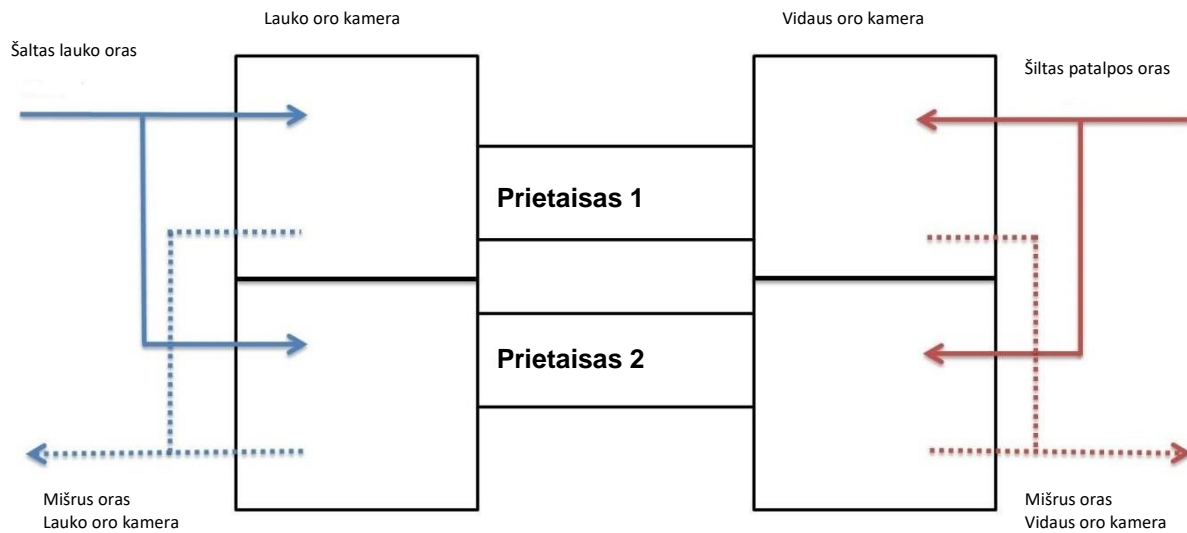 Lauko oro kamera
Vidaus oro kamera
Šaltas lauko oras
Šiltas patalpos oras
Prietaisas 1
Prietaisas 2
Mišrus oras
Lauko oro kamera
Mišrus oras
Vidaus oro kamera